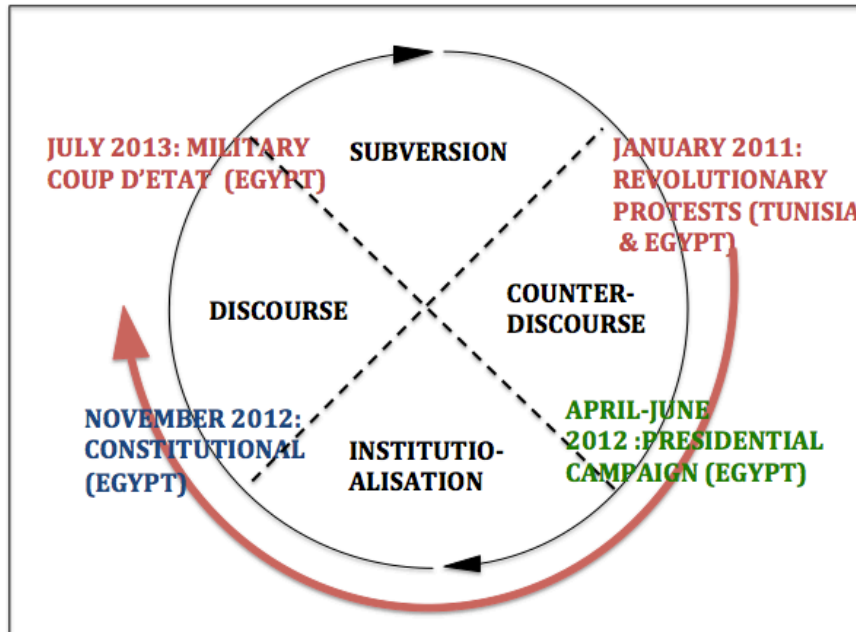 SUBVERSION
JULY 2013: MILITARY
COUP D'ETAT (EGYPT)
JANUARY 2011:
REVOLUTIONARY
PROTESTS (TUNISIA
& EGYPT)
DISCOURSE
COUNTER-
DISCOURSE
NOVEMBER 2012:
CONSTITUTIONAL
(EGYPT)
INSTITUTIO-
ALISATION
APRIL-JUNE
2012 :PRESIDENTIAL
CAMPAIGN (EGYPT)